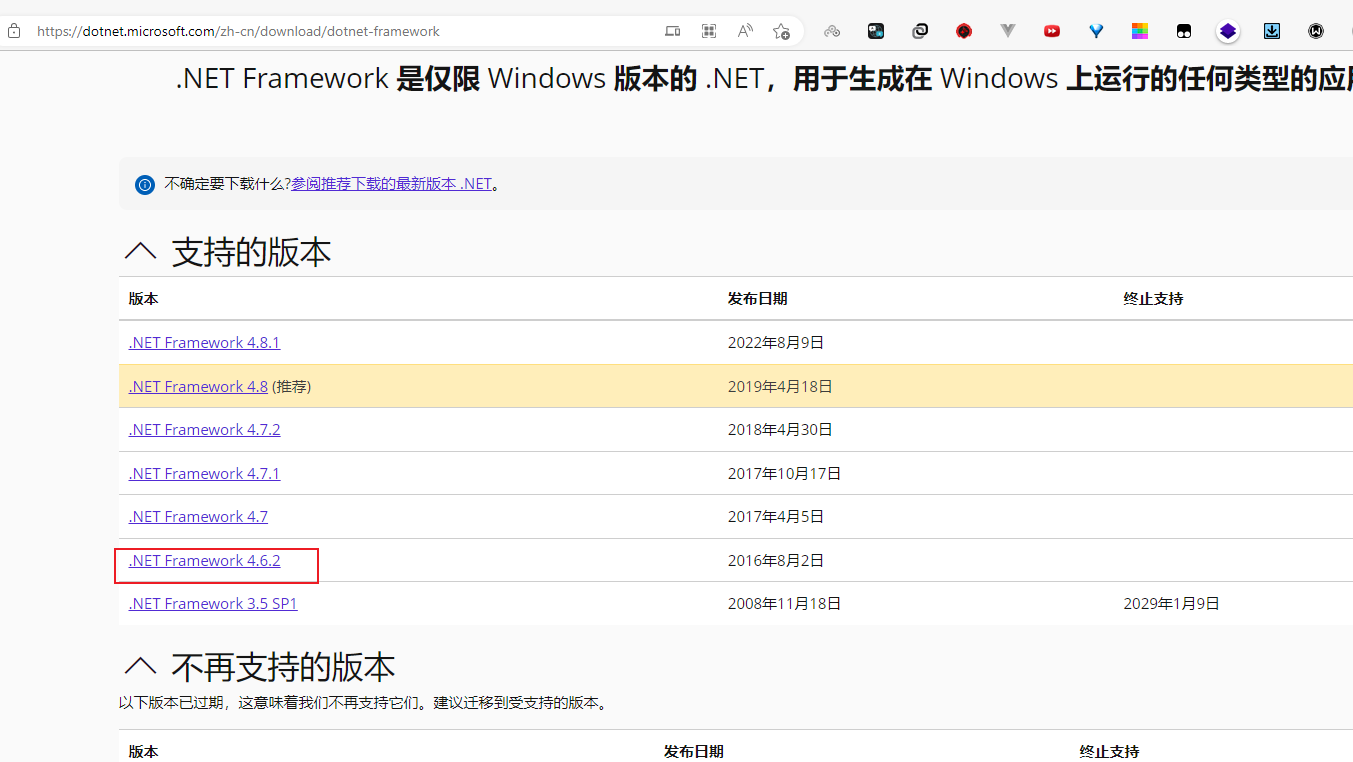 https://dotnet.microsoft.com/zh-cn/download/dotnet-framework
.NET Framework 是仅限 Windows 版本的 .NET，用于生成在 Windows 上运行的任何类型的应
不确定要下载什么?参阅推荐下载的最新版本 .NET。
支持的版本
版本 发布日期 终止支持
.NET Framework 4.8.1 2022年8月9日
.NET Framework 4.8 (推荐) 2019年4月18日
.NET Framework 4.7.2 2018年4月30日
.NET Framework 4.7.1 2017年10月17日
.NET Framework 4.7 2017年4月5日
.NET Framework 4.6.2 2016年8月2日
.NET Framework 3.5 SP1 2008年11月18日 2029年1月9日
不再支持的版本
以下版本已过期，这意味着我们不再支持它们。建议迁移到受支持的版本。
版本 发布日期 终止支持